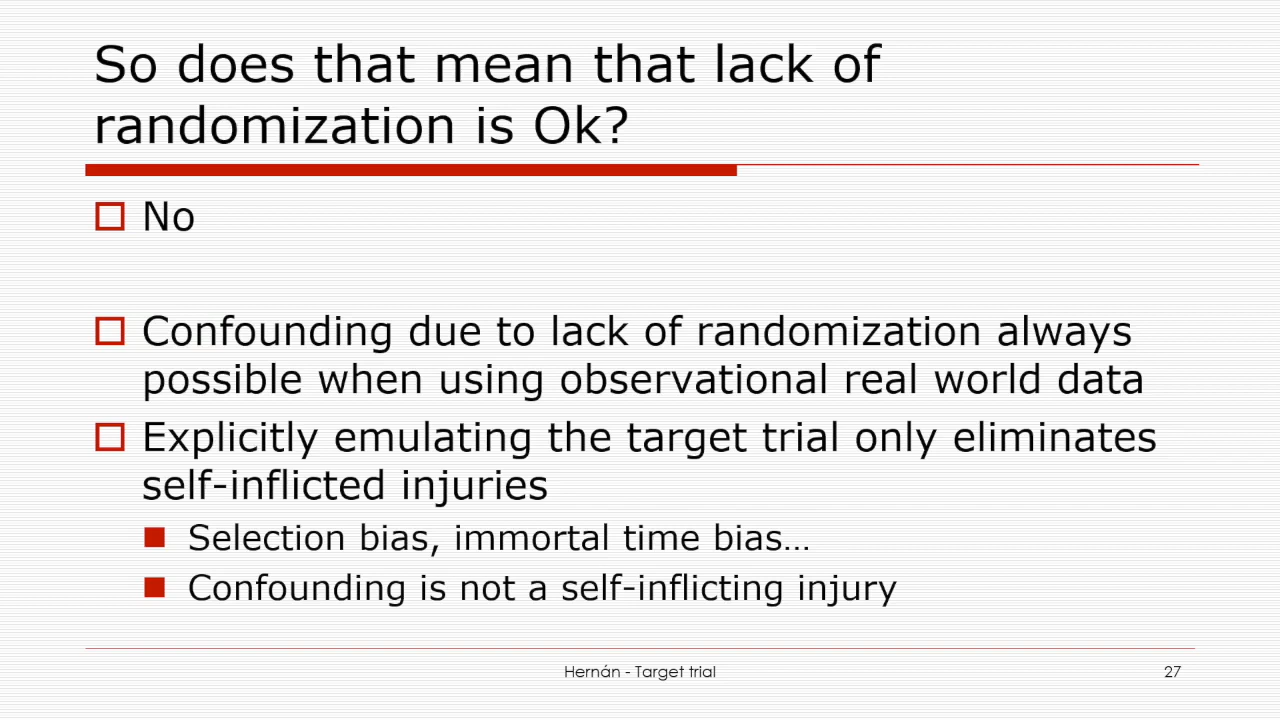 So does that mean that lack of
randomization is Ok?
No
Confounding due to lack of randomization always
possible when using observational real world data
Explicitly emulating the target trial only eliminates
self-inflicted injuries
Selection bias, immortal time bias…
Confounding is not a self-inflicting injury
Hernán - Target trial
27